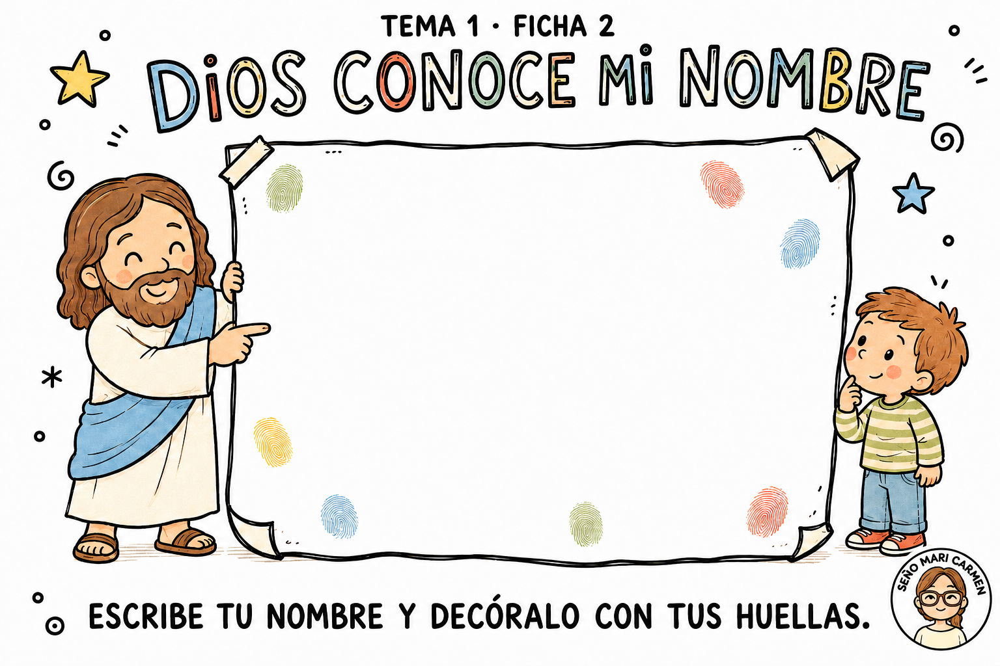 TEMA 1 · FICHA 2
DiOS CONOCE Mi NOMBRE
ESCRIBE TU NOMBRE Y DECÓRALO CON TUS HUELLAS.
SEÑO MARI CARMEN